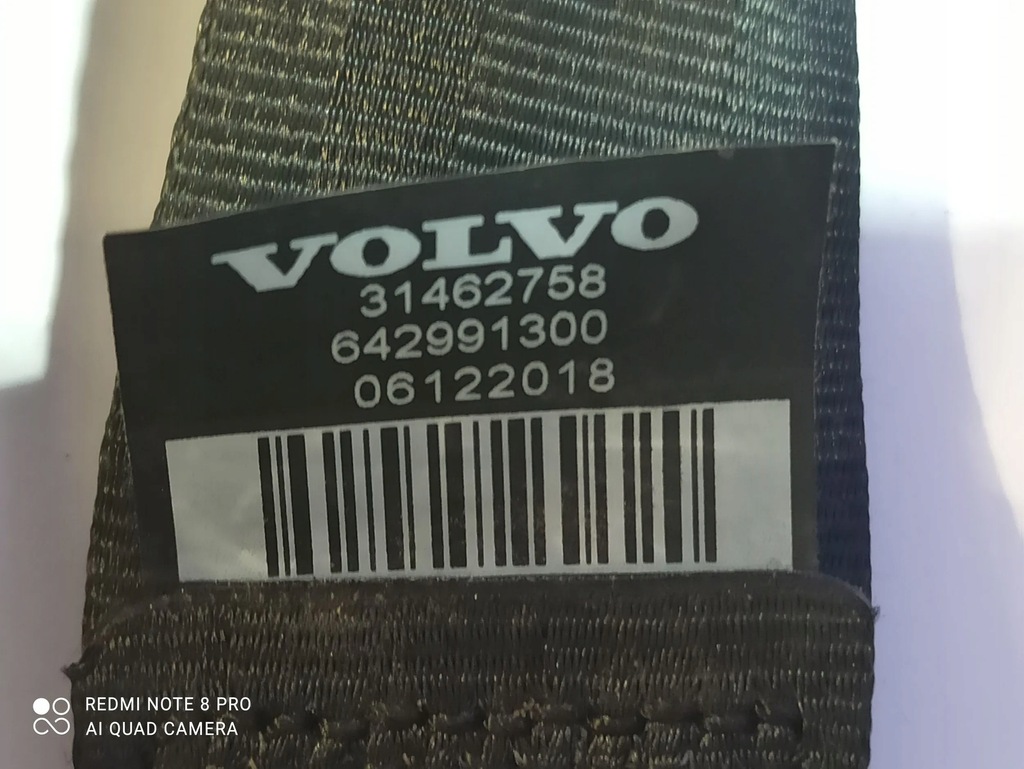 VOLVO
31462758
642991300
06122018
REDMI NOTE 8 PRO
AI QUAD CAMERA